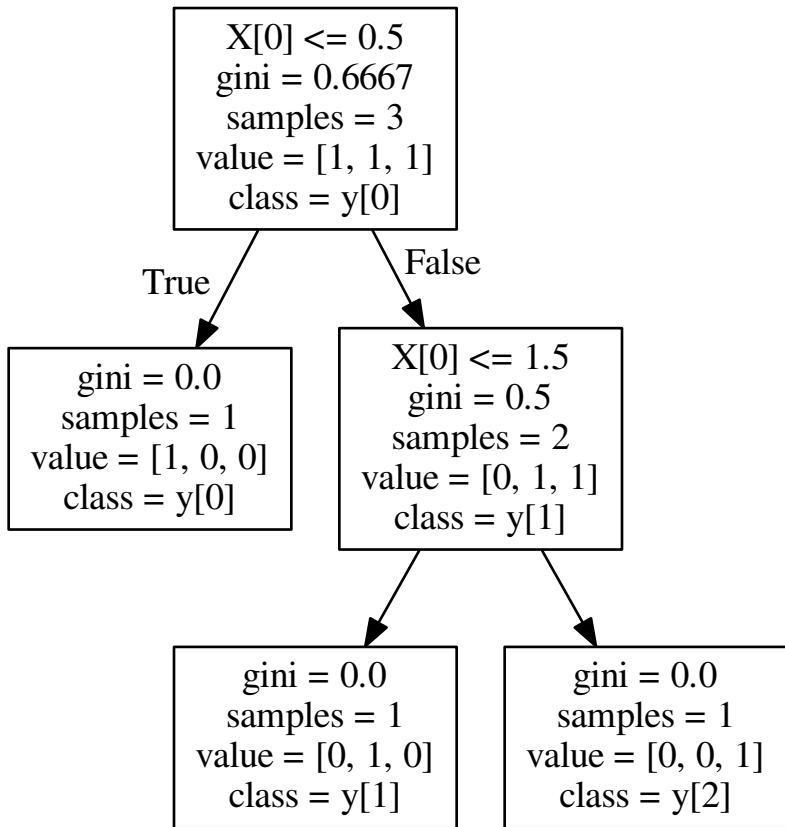 X[0] <= 0.5
gini = 0.6667
samples = 3
value = [1, 1, 1]
class = y[0]
True
False
gini = 0.0
samples = 1
value = [1, 0, 0]
class = y[0]
X[0] <= 1.5
gini = 0.5
samples = 2
value = [0, 1, 1]
class = y[1]
gini = 0.0
samples = 1
value = [0, 1, 0]
class = y[1]
gini = 0.0
samples = 1
value = [0, 0, 1]
class = y[2]